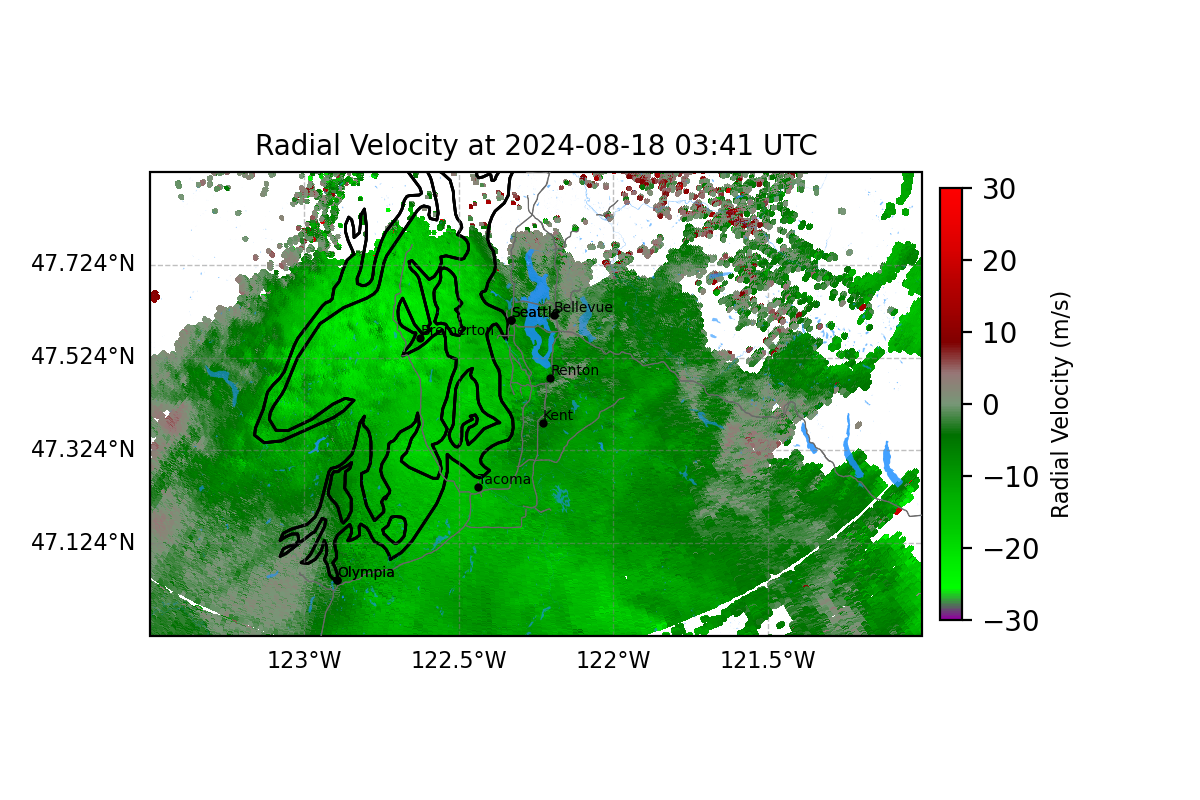 Radial Velocity at 2024-08-18 03:41 UTC
47.724°N
47.524°N
47.324°N
47.124°N
123°W
122.5°W
122°W
121.5°W
Seattl
Bellevue
Bremerton
Renton
Kent
Tacoma
Olympia
30
20
10
0
−10
−20
−30
Radial Velocity (m/s)